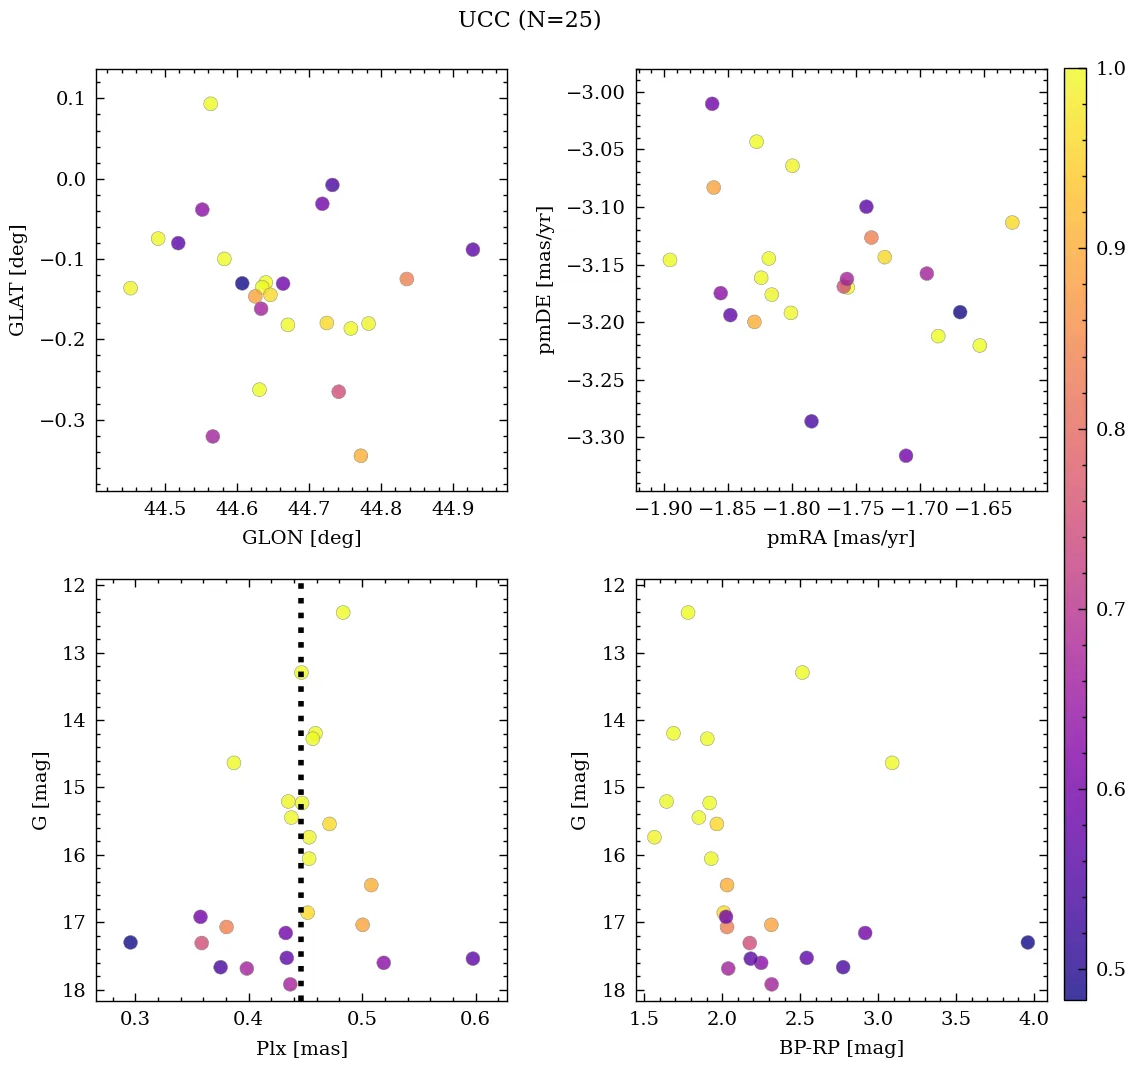 UCC (N=25)
0.1
0.0
−0.1
−0.2
−0.3
GLAT [deg]
44.5 44.6 44.7 44.8 44.9
GLON [deg]
−3.00
−3.05
−3.10
−3.15
−3.20
−3.25
−3.30
pmDE [mas/yr]
−1.90 −1.85 −1.80 −1.75 −1.70 −1.65
pmRA [mas/yr]
12
13
14
15
16
17
18
G [mag]
0.3 0.4 0.5 0.6
Plx [mas]
12
13
14
15
16
17
18
G [mag]
1.5 2.0 2.5 3.0 3.5 4.0
BP-RP [mag]
1.0
0.9
0.8
0.7
0.6
0.5